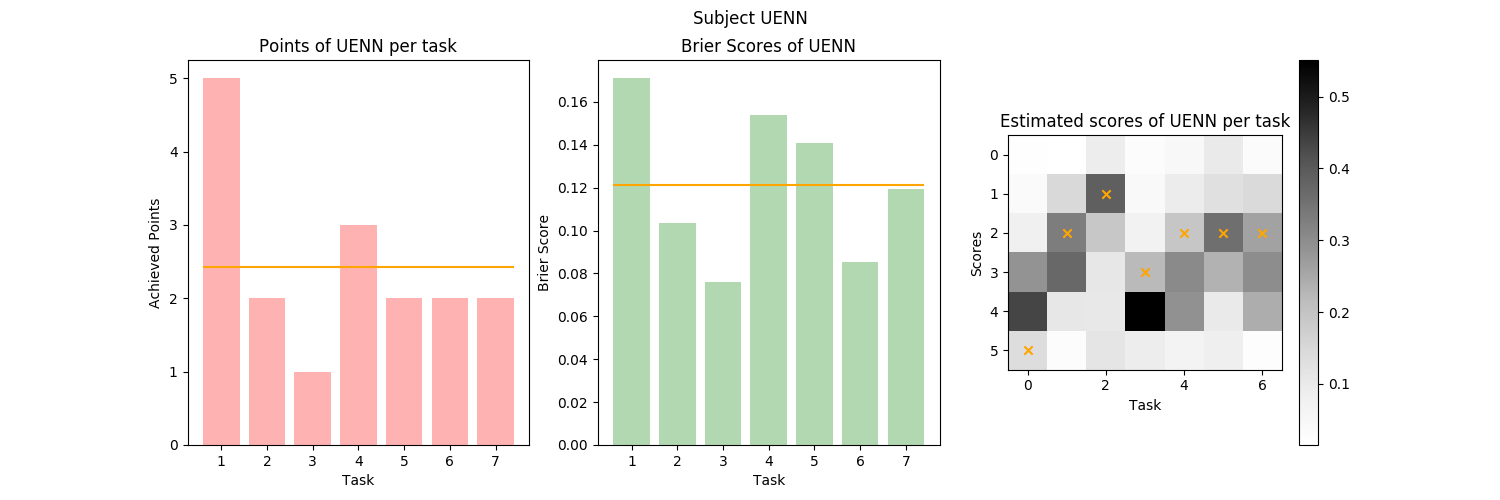 Subject UENN
Points of UENN per task
Achieved Points
5
4
3
2
1
0
1 2 3 4 5 6 7
Task
Brier Scores of UENN
Brier Score
0.16
0.14
0.12
0.10
0.08
0.06
0.04
0.02
0.00
1 2 3 4 5 6 7
Task
Estimated scores of UENN per task
Scores
0
1
2
3
4
5
0 2 4 6
Task
0.5
0.4
0.3
0.2
0.1